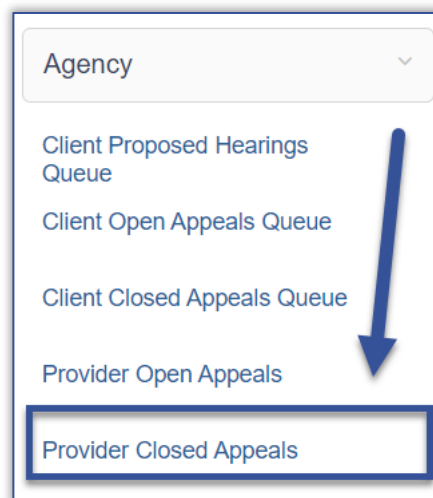 Agency
Client Proposed Hearings
Queue
Client Open Appeals Queue
Client Closed Appeals Queue
Provider Open Appeals
Provider Closed Appeals